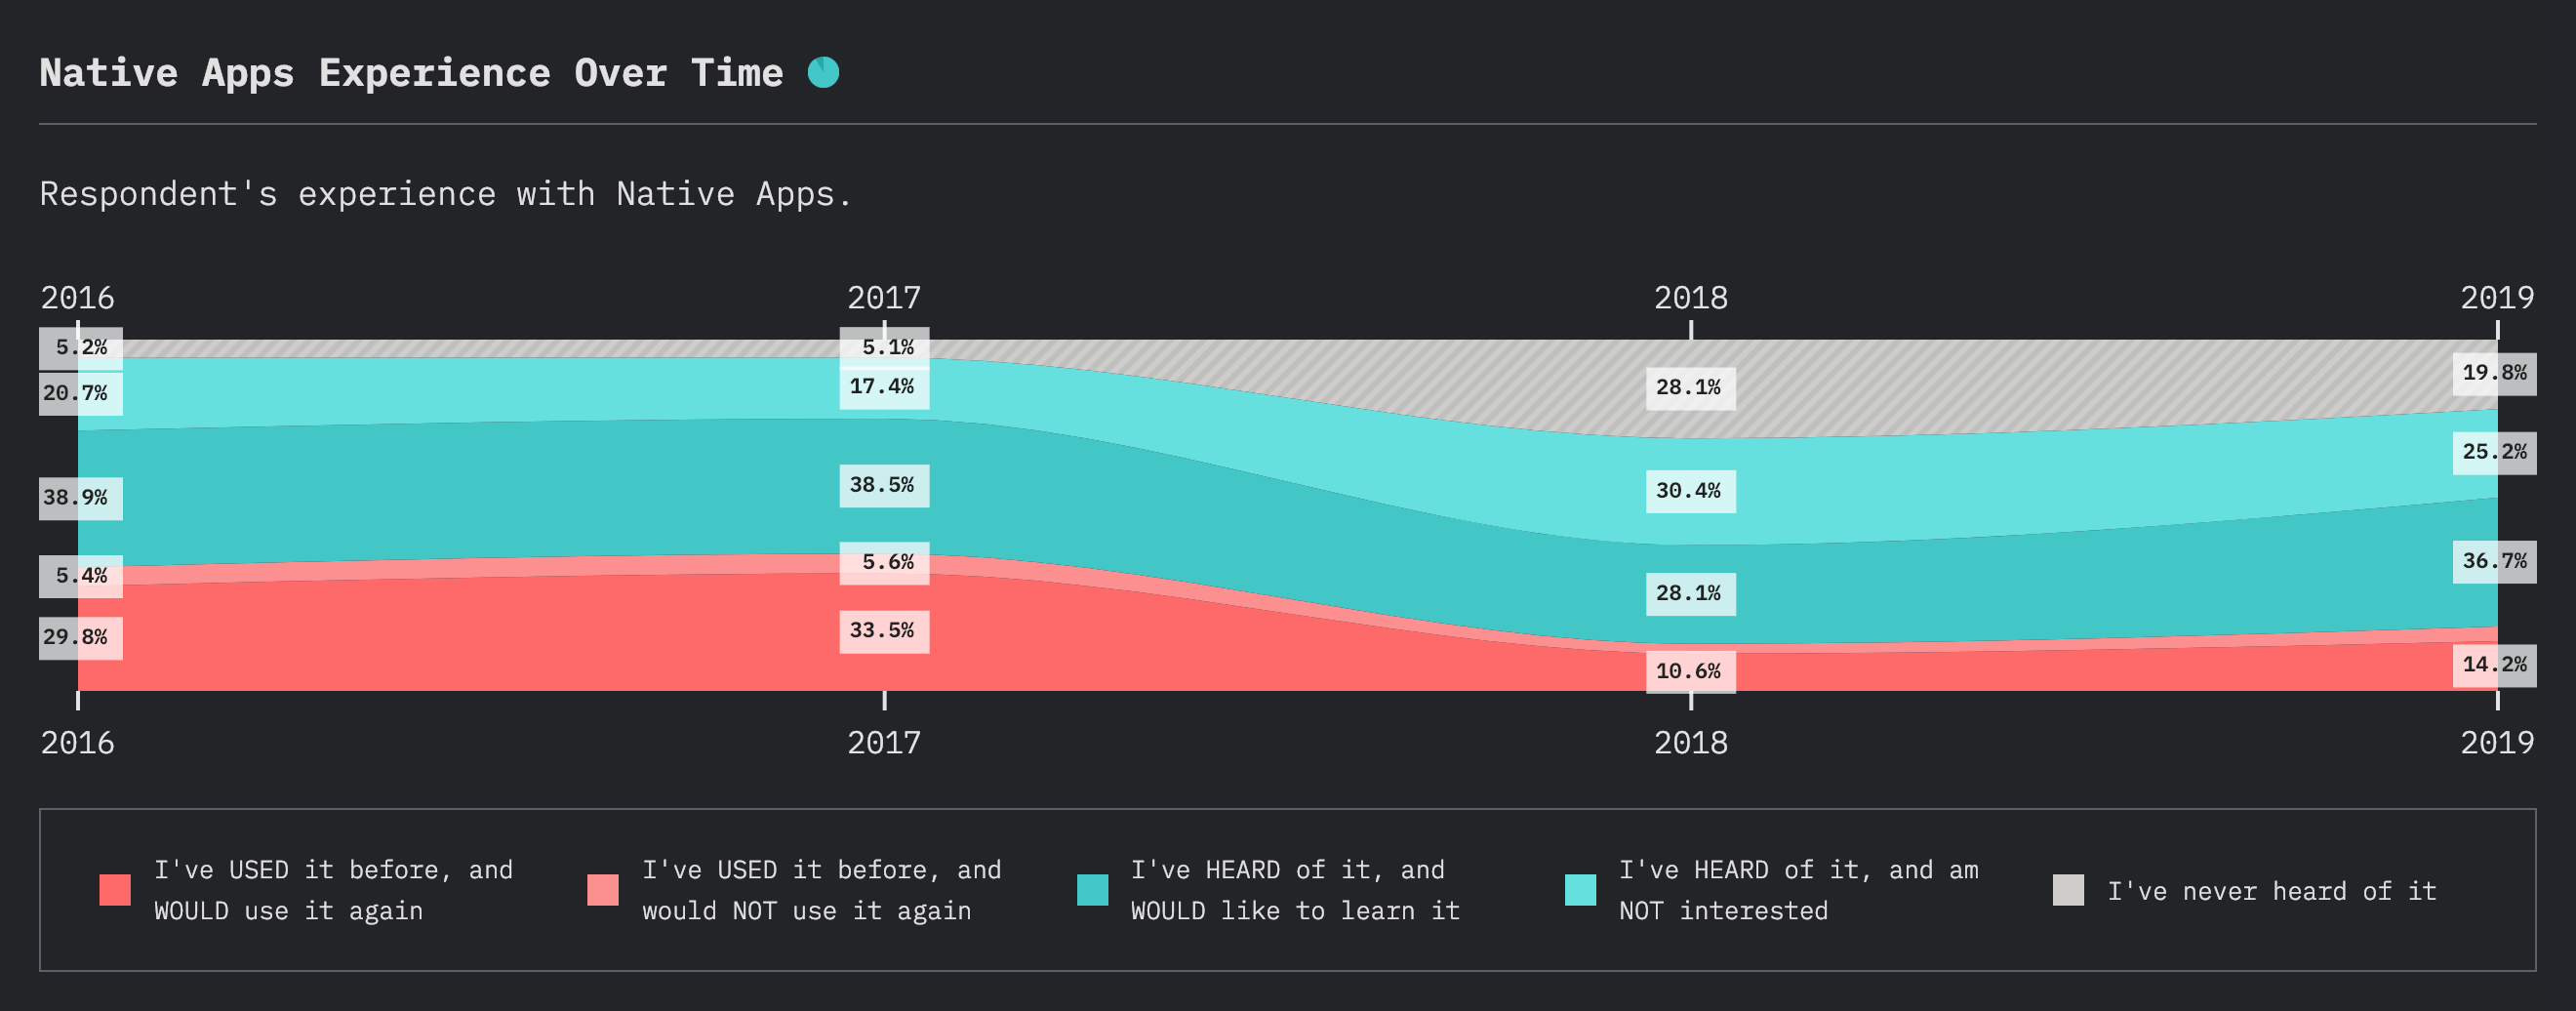 Native Apps Experience Over Time
Respondent's experience with Native Apps.
2016 2017 2018 2019
5.2% 5.1% 28.1% 19.8%
20.7% 17.4% 30.4% 25.2%
38.9% 38.5% 28.1% 36.7%
5.4% 5.6%
29.8% 33.5% 10.6% 14.2%
2016 2017 2018 2019
I've USED it before, and
WOULD use it again
I've USED it before, and
would NOT use it again
I've HEARD of it, and
WOULD like to learn it
I've HEARD of it, and am
NOT interested
I've never heard of it